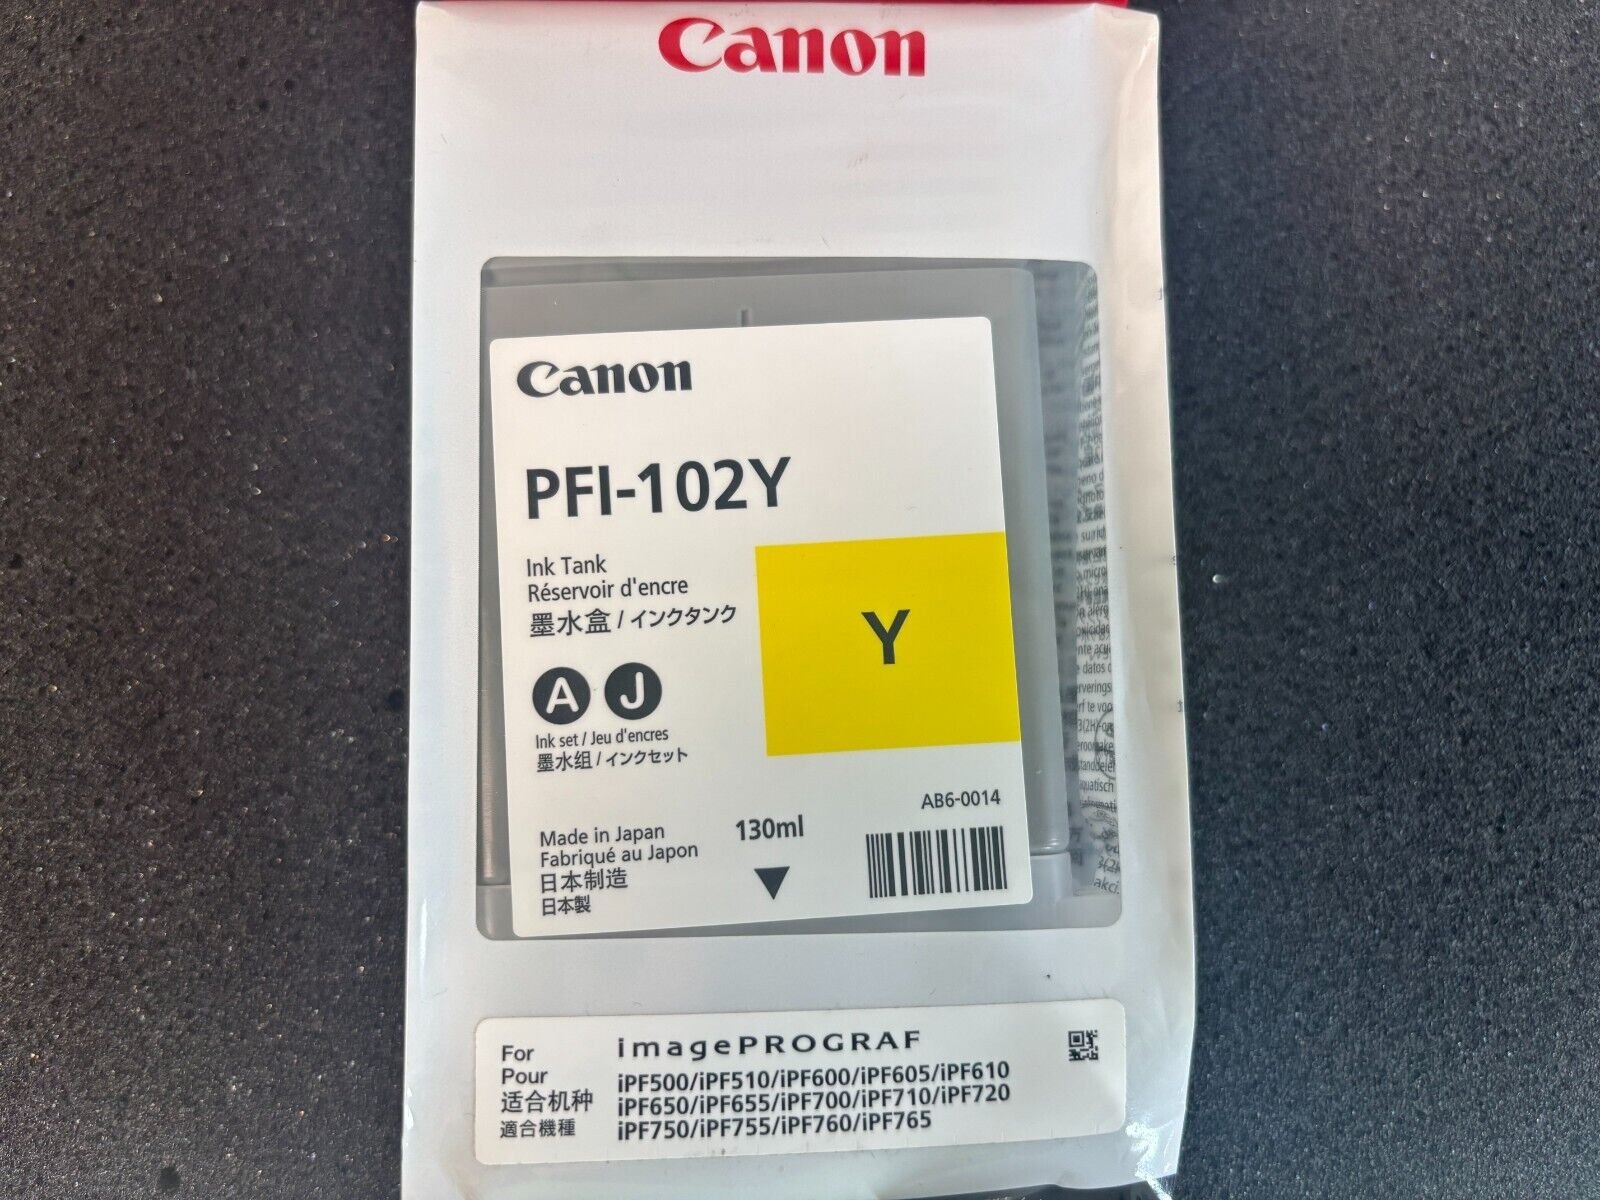 Canon
Canon
PFI-102Y
Ink Tank
Réservoir d'encre
墨水盒 / インクタンク
Y
A J
Ink set / Jeu d'encres
墨水组 / インクセット
AB6-0014
Made in Japan
Fabriqué au Japon
日本制造
日本製
130ml
For
Pour
适合机种
適合機種
imagePROGRAF
iPF500/iPF510/iPF600/iPF605/iPF610
iPF650/iPF655/iPF700/iPF710/iPF720
iPF750/iPF755/iPF760/iPF765